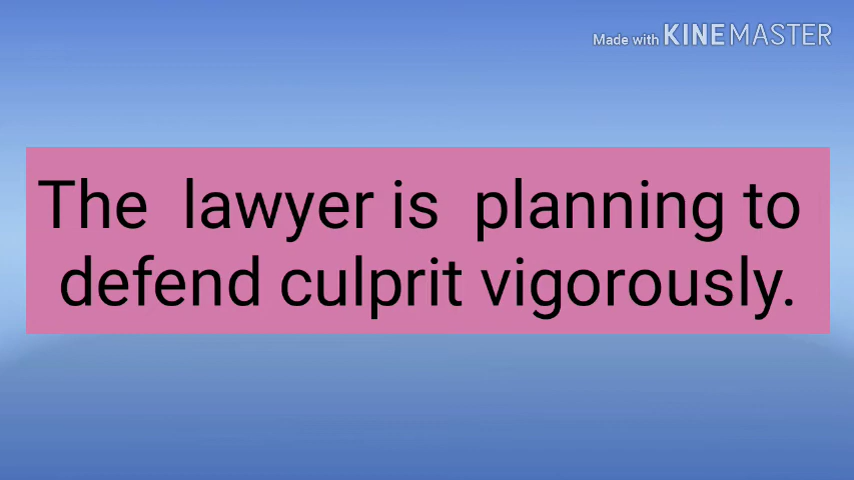 Made with KINEMASTER
The lawyer is planning to
defend culprit vigorously.